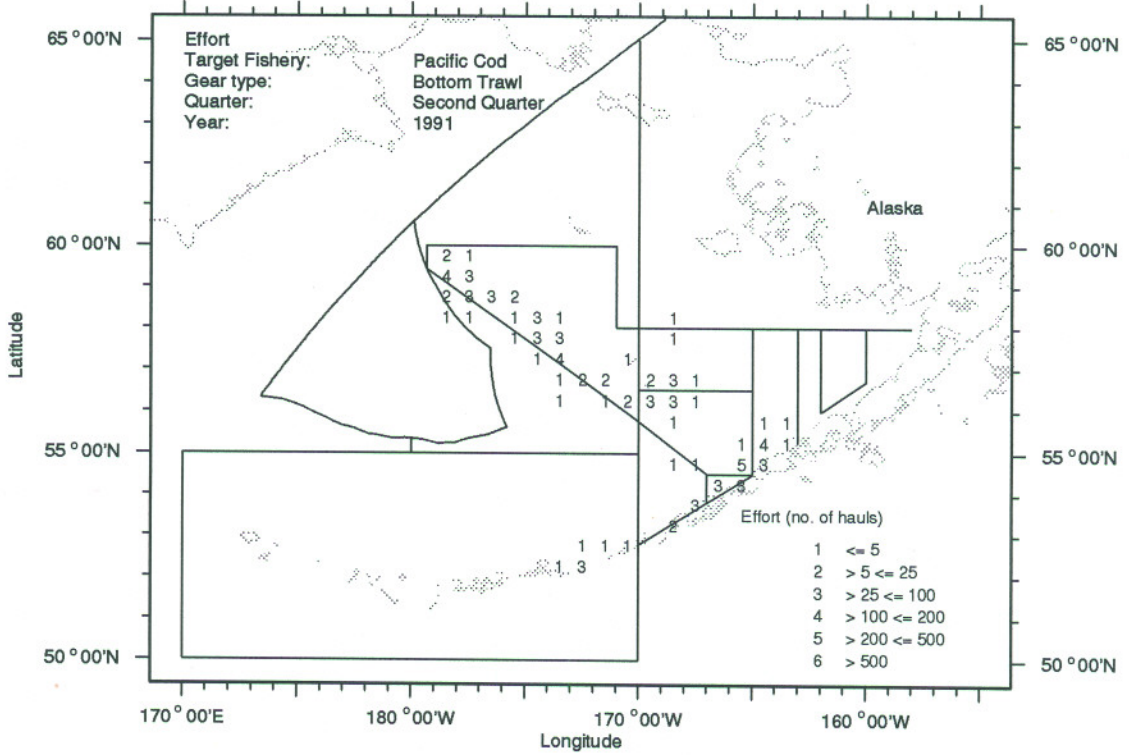 65 °00'N
65 °00'N
Effort
Target Fishery: Pacific Cod
Gear type: Bottom Trawl
Quarter: Second Quarter
Year: 1991
Alaska
60 °00'N
60 °00'N
2 1
4 3
2 3 3 2
1 1 1 3 1 1
1 3 3 1
1 4 1
1 2 2 2 3 1
1 1 2 3 3 1
1 1 1
1 4 1
55 °00'N
1 1 5 3
55 °00'N
3 3
3
2
Effort (no. of hauls)
1 1 1
1 3
1 <= 5
2 > 5 <= 25
3 > 25 <= 100
4 > 100 <= 200
5 > 200 <= 500
6 > 500
50 °00'N
50 °00'N
Latitude
170 °00'E
180 °00'W
170 °00'W
160 °00'W
Longitude